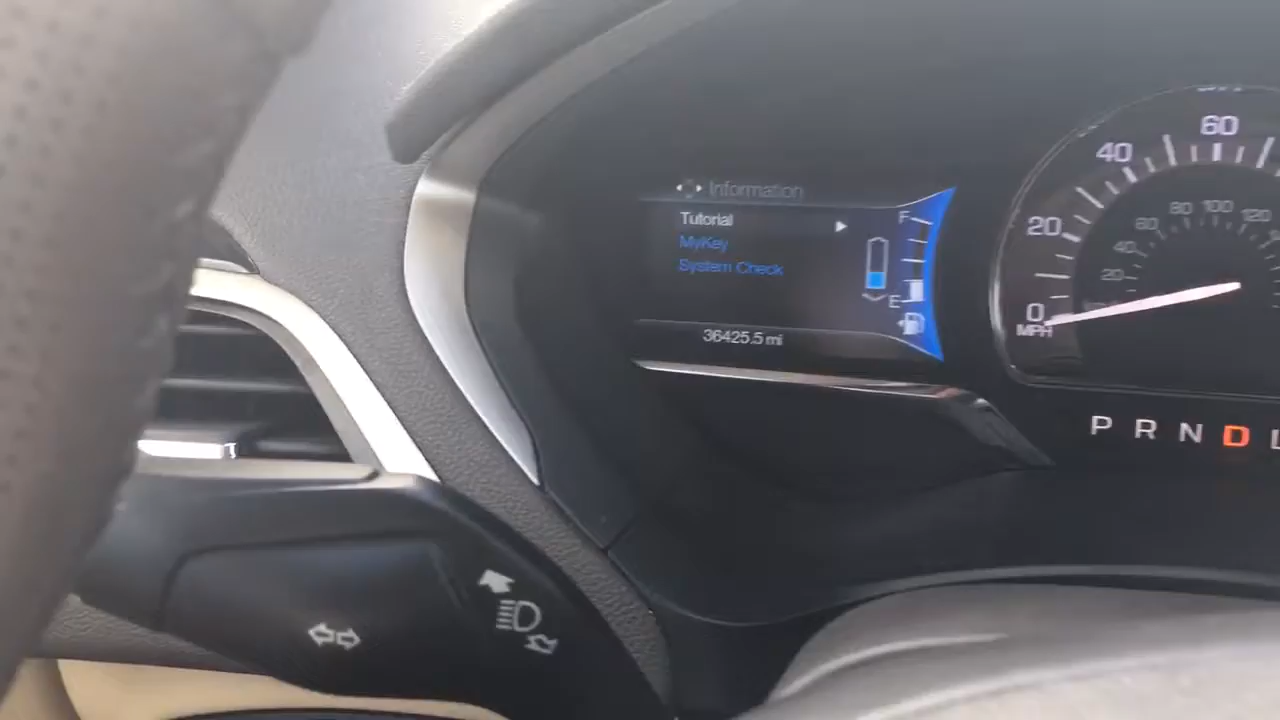 Information
Tutorial
MyKey
System Check
F
E
36425.5 mi
0
20
40
60
MPH
20
40
60
80
100
120
P R N D L